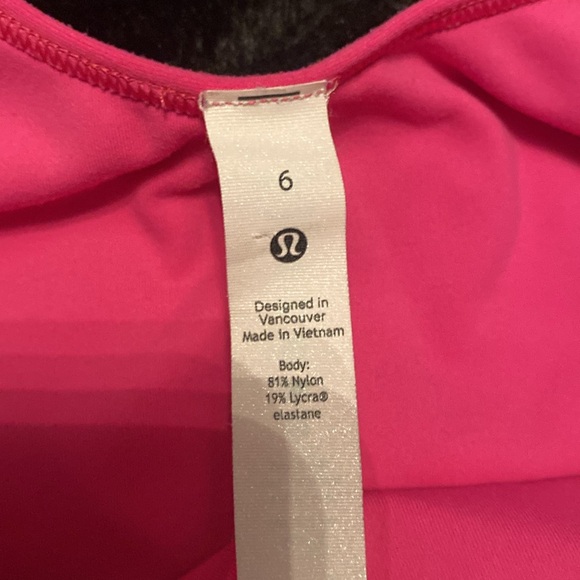 6
Designed in
Vancouver
Made in Vietnam
Body:
81% Nylon
19% Lycra®
elastane